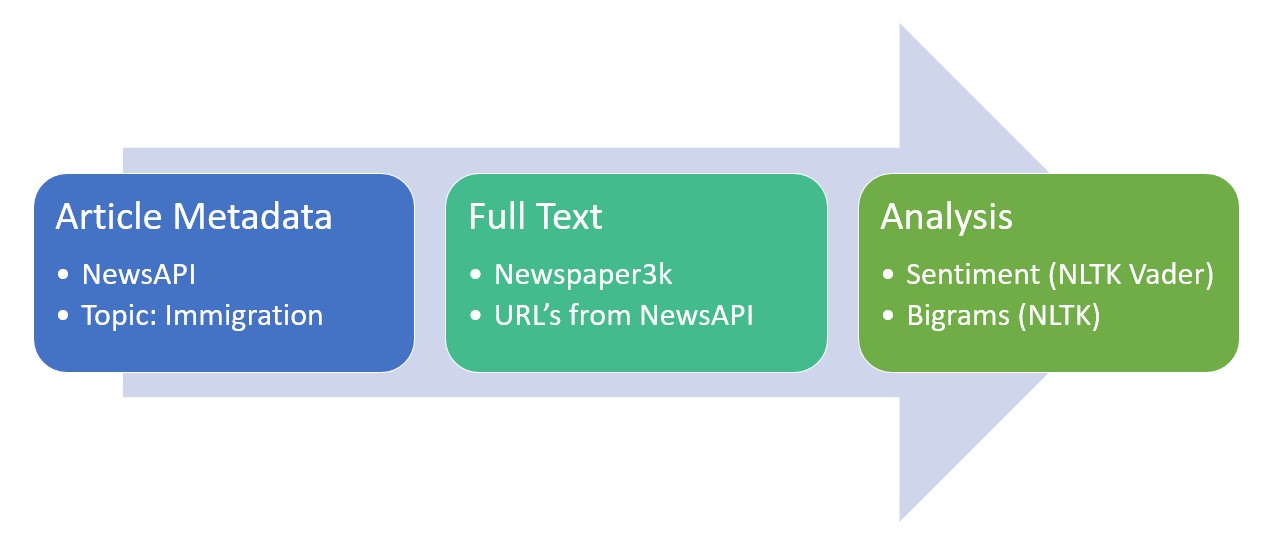 Article Metadata
• NewsAPI
• Topic: Immigration
Full Text
• Newspaper3k
• URL’s from NewsAPI
Analysis
• Sentiment (NLTK Vader)
• Bigrams (NLTK)